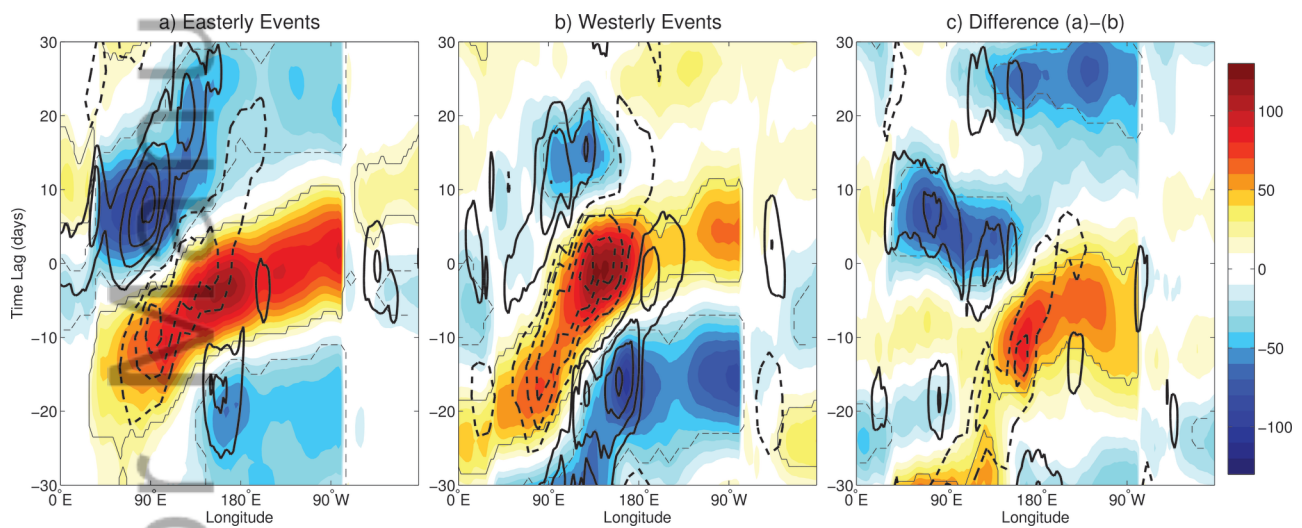 a) Easterly Events
b) Westerly Events
c) Difference (a)−(b)
30
20
10
0
−10
−20
−30
Time Lag (days)
0° E
90° E
180° E
90° W
Longitude
30
20
10
0
−10
−20
−30
0° E
90° E
180° E
90° W
Longitude
30
20
10
0
−10
−20
−30
0° E
90° E
180° E
90° W
Longitude
100
50
0
−50
−100